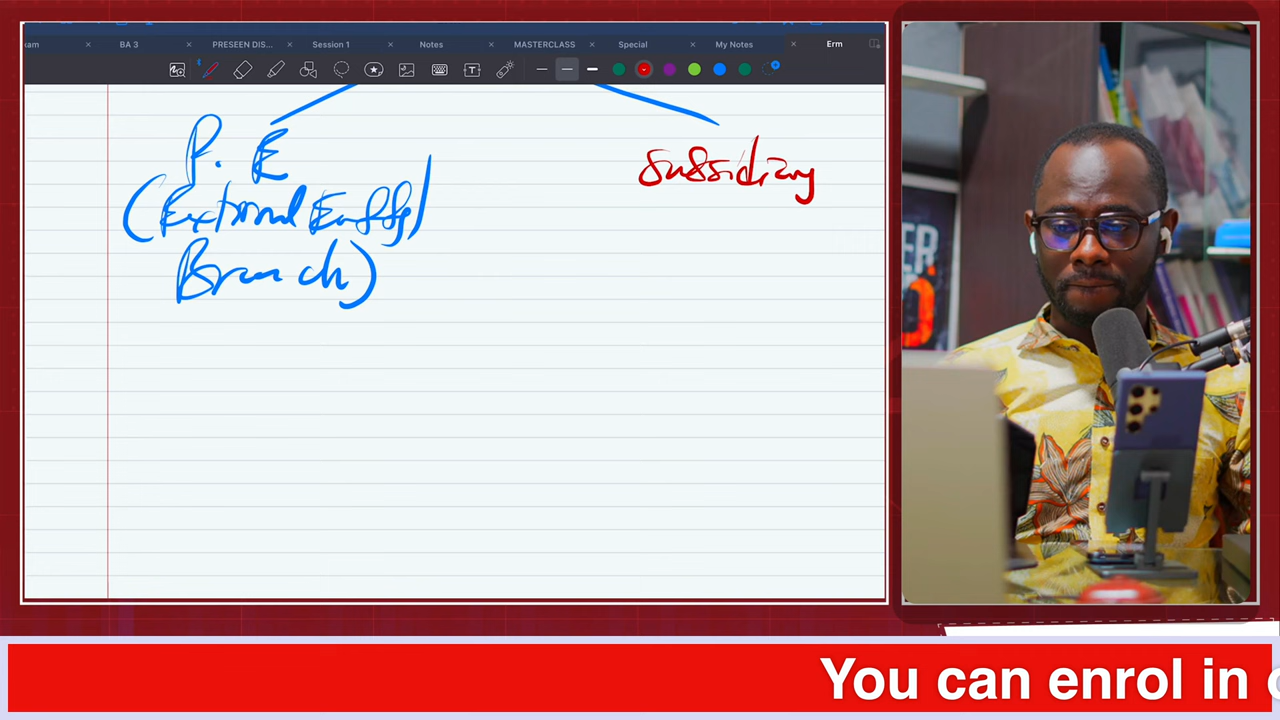 am BA 3 PRESEEN DIS... Session 1 Notes MASTERCLASS Special My Notes Erm
P. E
Subsidiary
(External
Branch)
You can enrol in